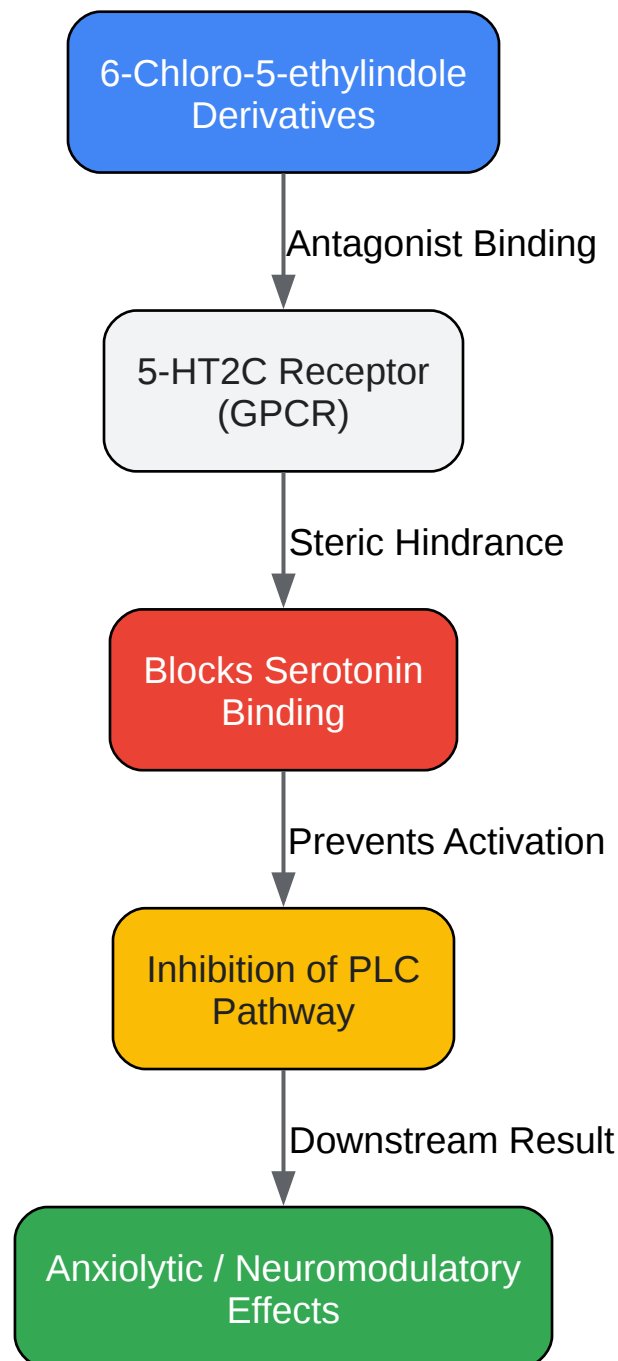 6-Chloro-5-ethylindole
Derivatives
Antagonist Binding
5-HT2C Receptor
(GPCR)
Steric Hindrance
Blocks Serotonin
Binding
Prevents Activation
Inhibition of PLC
Pathway
Downstream Result
Anxiolytic / Neuromodulatory
Effects